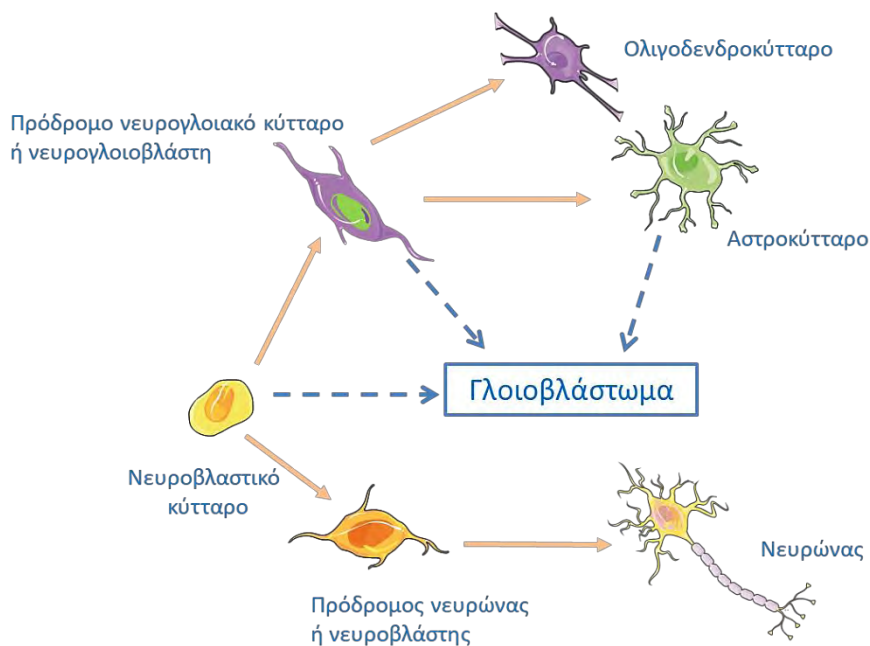 Ολιγοδενδροκύτταρο
Πρόδρομο νευρογλοιακό κύτταρο
ή νευρογλοιοβλάστη
Αστροκύτταρο
Γλοιοβλάστωμα
Νευροβλαστικό
κύτταρο
Νευρώνας
Πρόδρομος νευρώνας
ή νευροβλάστης